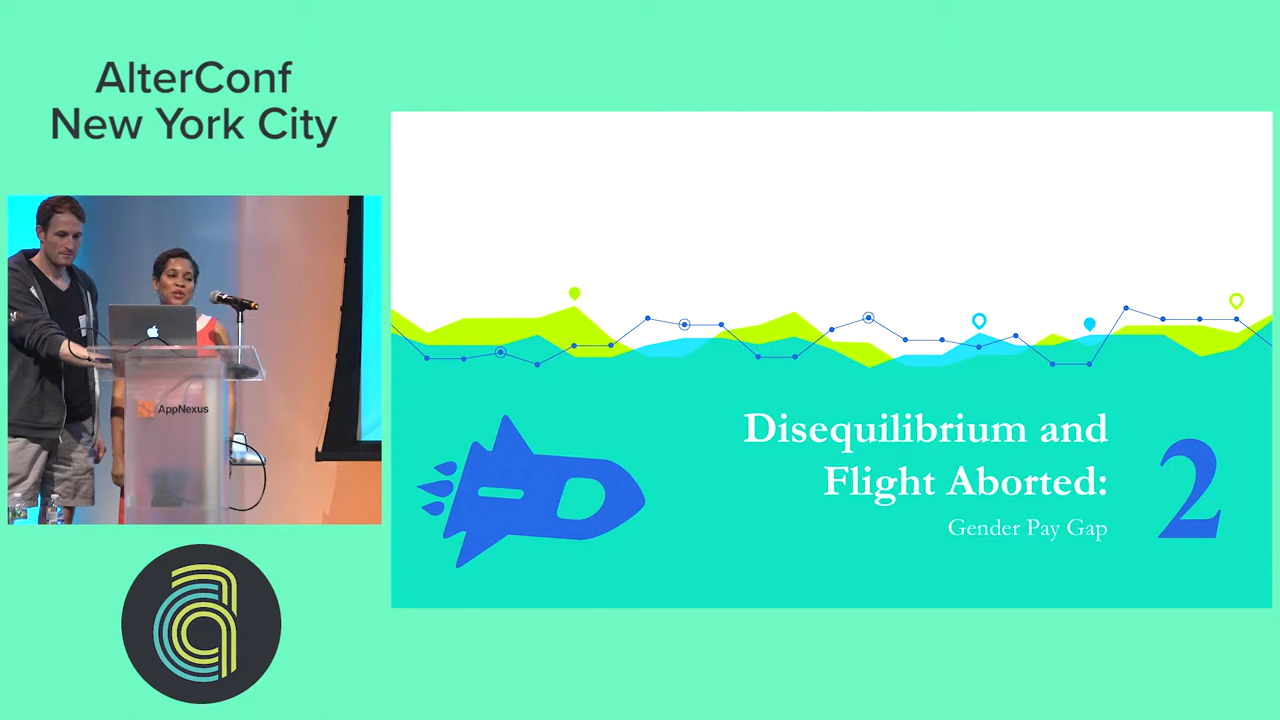 AlterConf
New York City
AppNexus
Disequilibrium and
Flight Aborted:
Gender Pay Gap
2